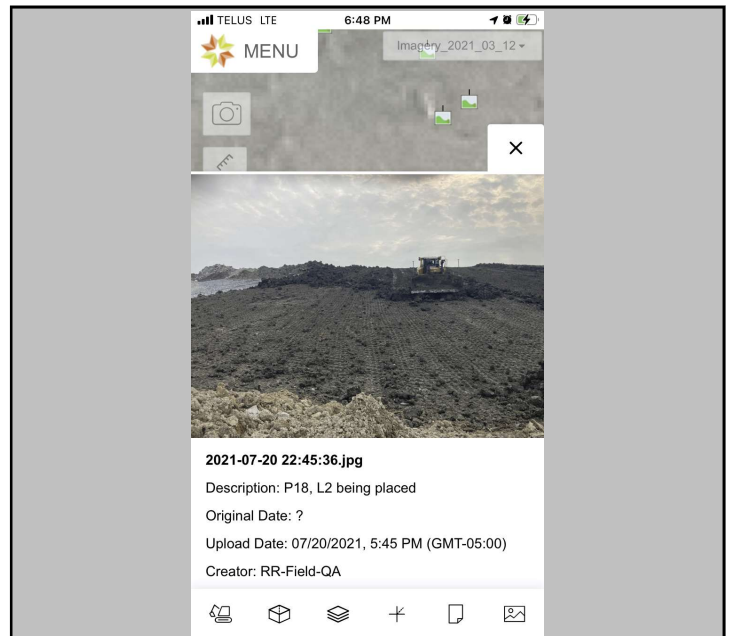 TELUS LTE 6:48 PM
MENU
Imagery_2021_03_12
2021-07-20 22:45:36.jpg
Description: P18, L2 being placed
Original Date: ?
Upload Date: 07/20/2021, 5:45 PM (GMT-05:00)
Creator: RR-Field-QA